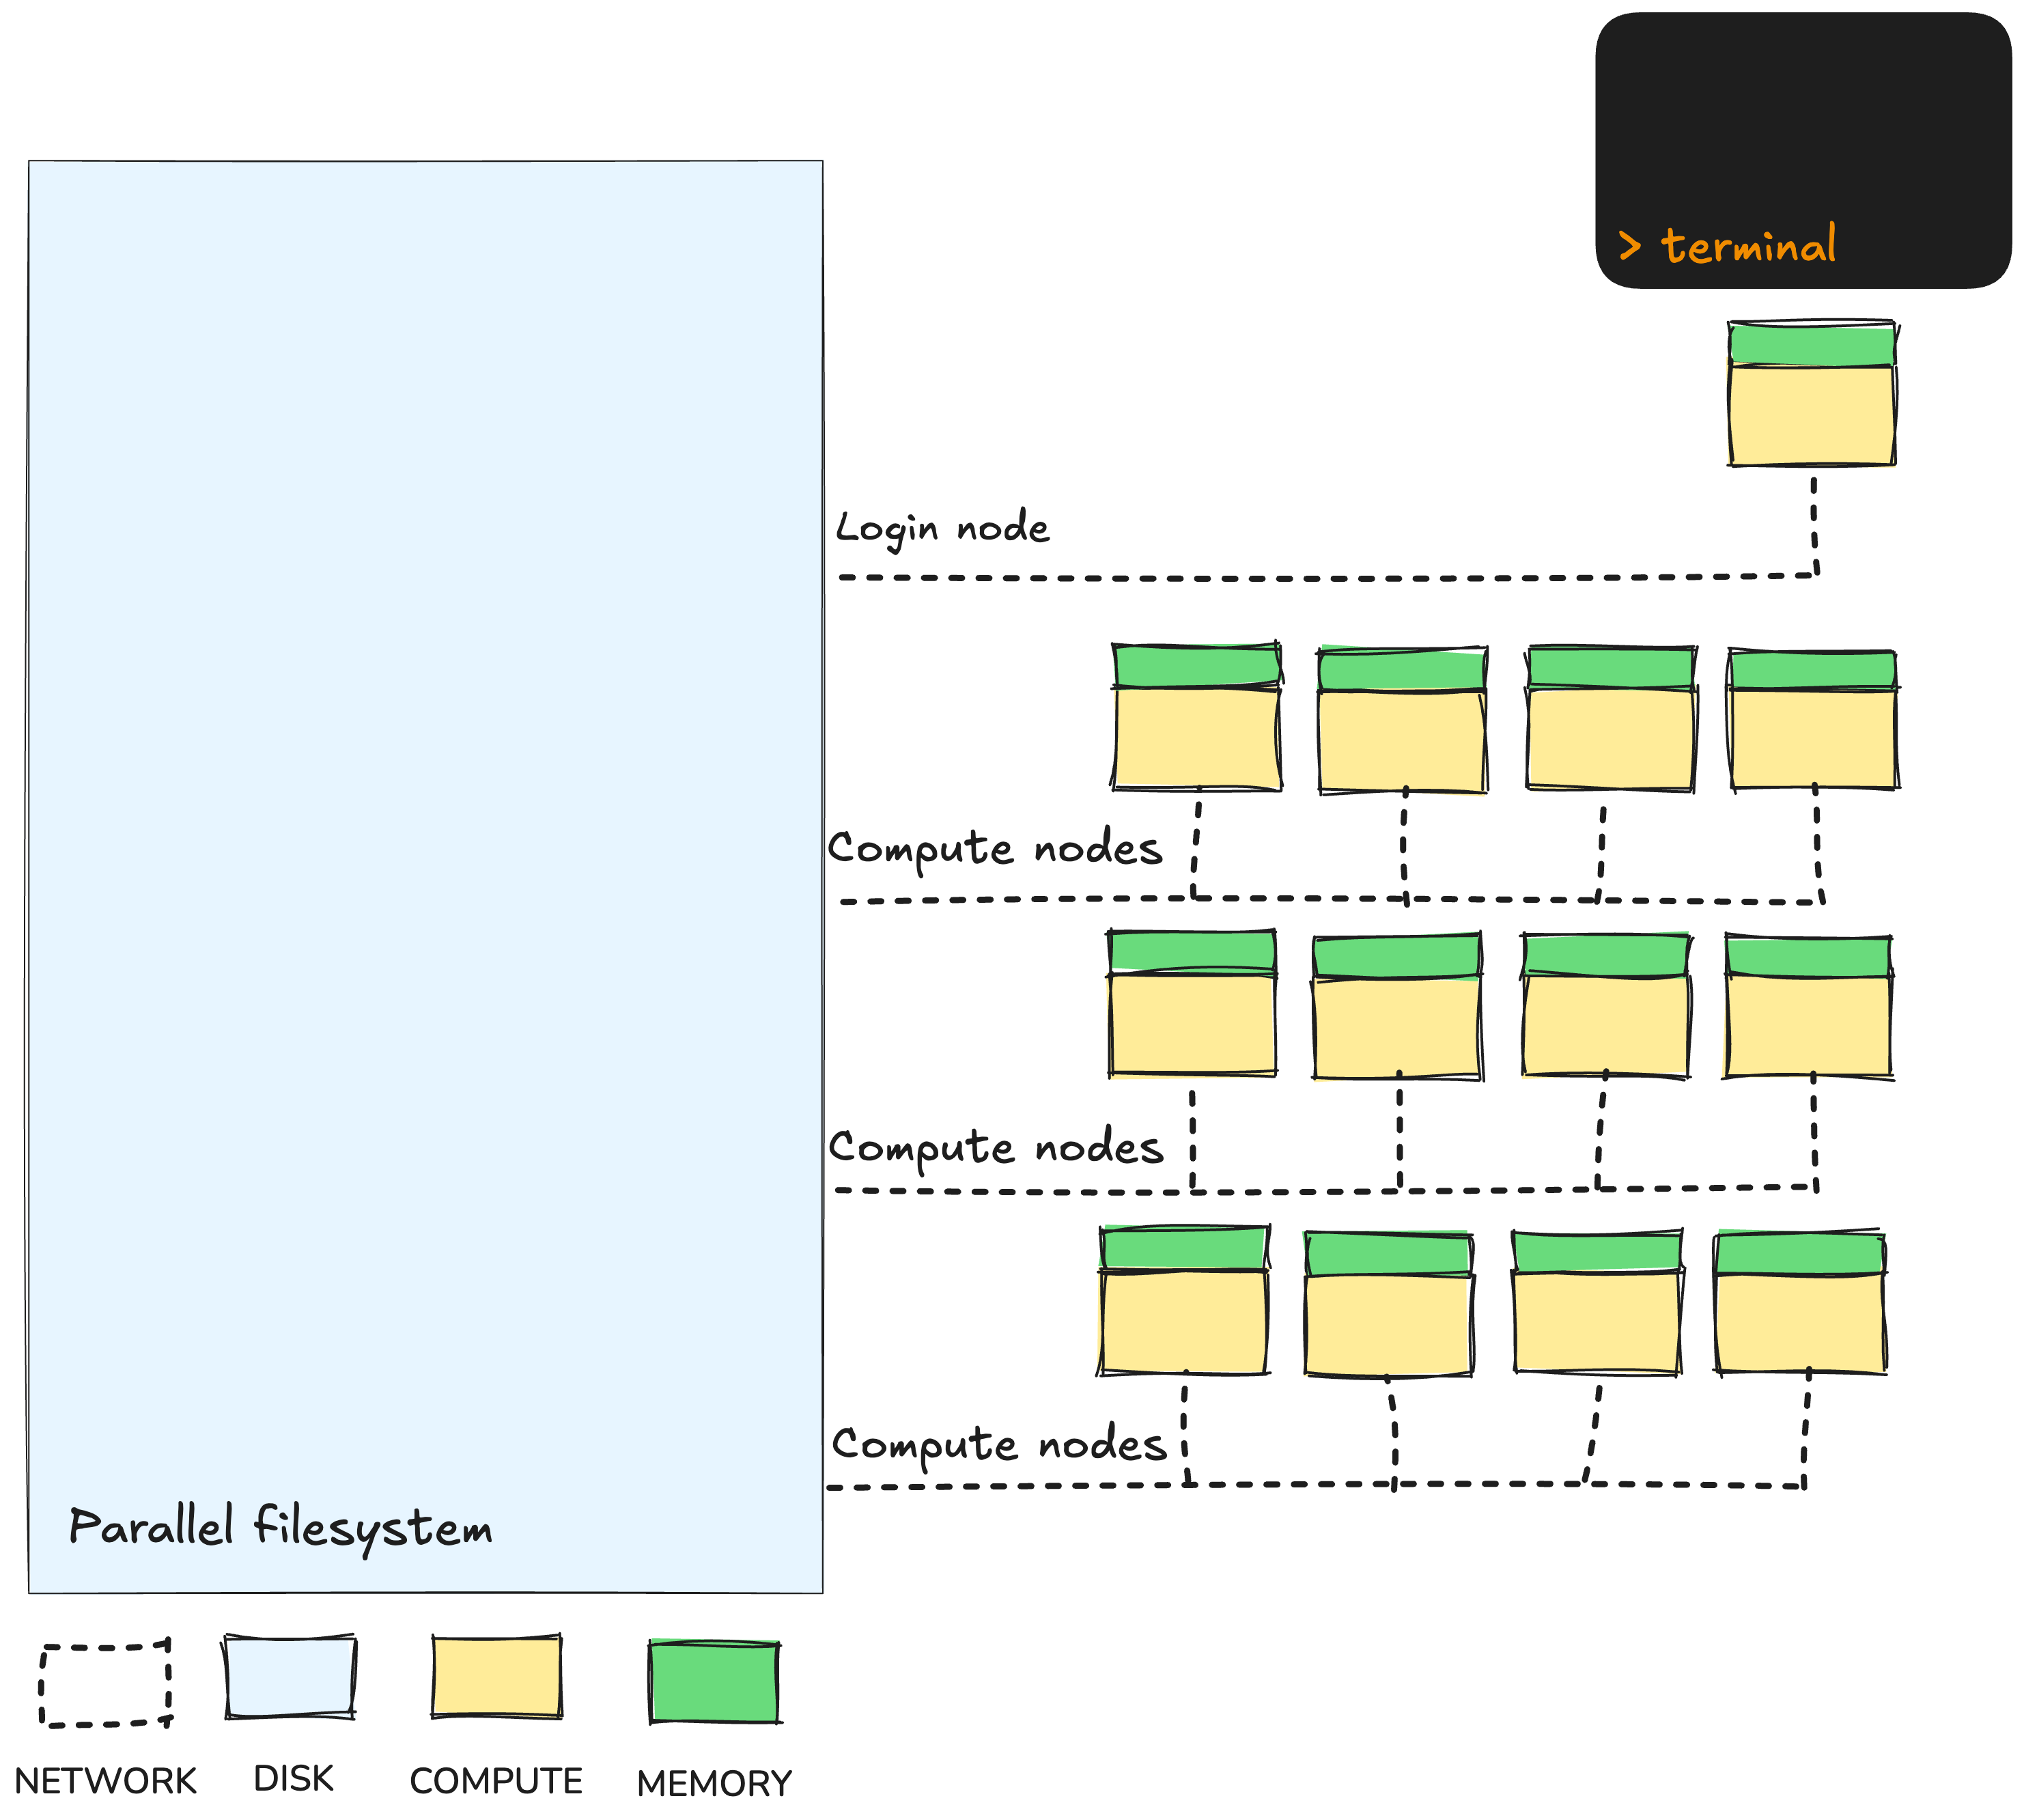 > terminal
Login node
Compute nodes
Compute nodes
Compute nodes
Parallel filesystem
NETWORK
DISK
COMPUTE
MEMORY